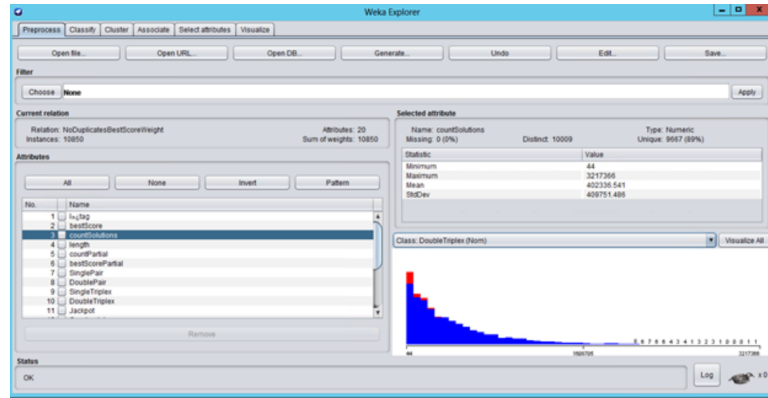 Weka Explorer
Preprocess Classify Cluster Associate Select attributes Visualize
Open file... Open URL... Open DB... Generate... Undo Edit... Save...
Filter
Choose None Apply
Current relation
Relation: NoDuplicatesBestScoreWeight Attributes: 20
Instances: 10850 Sum of weights: 10850
Attributes
All None Invert Pattern
No. Name
1
2 bestScore
3 countSolutions
4 length
5 countPartial
6 bestScorePartial
7 SinglePair
8 DoublePair
9 SingleTriplex
10 DoubleTriplex
11 Jackpot
Remove
Selected attribute
Name: countSolutions Type: Numeric
Missing: 0 (0%) Distinct: 10009 Unique: 9667 (89%)
Statistic Value
Minimum 44
Maximum 3217366
Mean 402336.541
StdDev 409751.486
Class: DoubleTriplex (Nom) Visualize All
44 3217366
Status
OK Log x 0